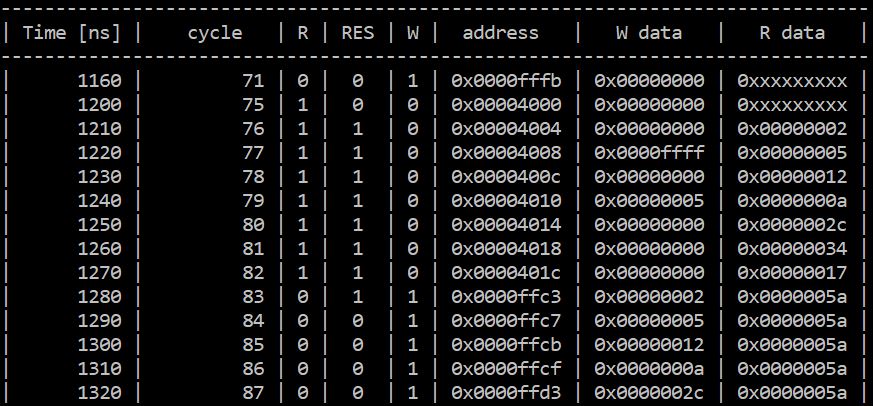 -------------------------------------------------------------------------
| Time [ns] |    cycle   | R | RES | W |  address   |   W data   |   R data   |
-------------------------------------------------------------------------
|      1160 |         71 | 0 |  0  | 1 | 0x0000fffb | 0x00000000 | 0xxxxxxxxx |
|      1200 |         75 | 1 |  0  | 0 | 0x00004000 | 0x00000000 | 0xxxxxxxxx |
|      1210 |         76 | 1 |  1  | 0 | 0x00004004 | 0x00000000 | 0x00000002 |
|      1220 |         77 | 1 |  1  | 0 | 0x00004008 | 0x0000ffff | 0x00000005 |
|      1230 |         78 | 1 |  1  | 0 | 0x0000400c | 0x00000000 | 0x00000012 |
|      1240 |         79 | 1 |  1  | 0 | 0x00004010 | 0x00000005 | 0x0000000a |
|      1250 |         80 | 1 |  1  | 0 | 0x00004014 | 0x00000000 | 0x0000002c |
|      1260 |         81 | 1 |  1  | 0 | 0x00004018 | 0x00000000 | 0x00000034 |
|      1270 |         82 | 1 |  1  | 0 | 0x0000401c | 0x00000000 | 0x00000017 |
|      1280 |         83 | 0 |  1  | 1 | 0x0000ffc3 | 0x00000002 | 0x0000005a |
|      1290 |         84 | 0 |  0  | 1 | 0x0000ffc7 | 0x00000005 | 0x0000005a |
|      1300 |         85 | 0 |  0  | 1 | 0x0000ffcb | 0x00000012 | 0x0000005a |
|      1310 |         86 | 0 |  0  | 1 | 0x0000ffcf | 0x0000000a | 0x0000005a |
|      1320 |         87 | 0 |  0  | 1 | 0x0000ffd3 | 0x0000002c | 0x0000005a |